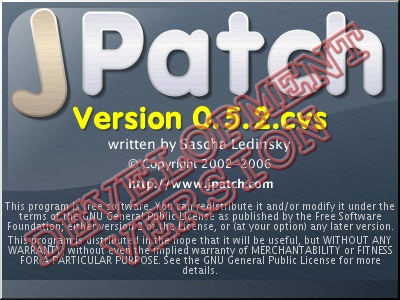 JPatch
Version 0.5.2.cvs
written by Sascha Ledinsky
© Copyright 2002-2006
http://www.jpatch.com
DEVELOPMENT
VERSION
This program is free software. You can redistribute it and/or modify it under the
terms of the GNU General Public License as published by the Free Software
Foundation; either version 2 of the License, or (at your option) any later version.
This program is distributed in the hope that it will be useful, but WITHOUT ANY
WARRANTY; without even the implied warranty of MERCHANTABILITY or FITNESS
FOR A PARTICULAR PURPOSE. See the GNU General Public License for more
details.